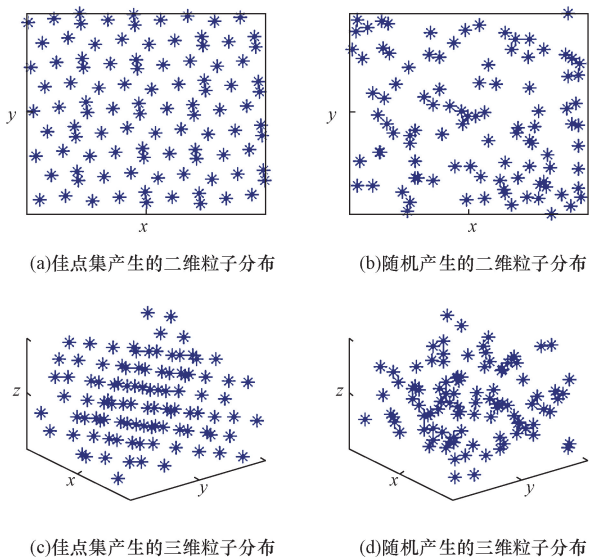 y
x
(a)佳点集产生的二维粒子分布
y
x
(b)随机产生的二维粒子分布
z
x
y
(c)佳点集产生的三维粒子分布
z
x
y
(d)随机产生的三维粒子分布